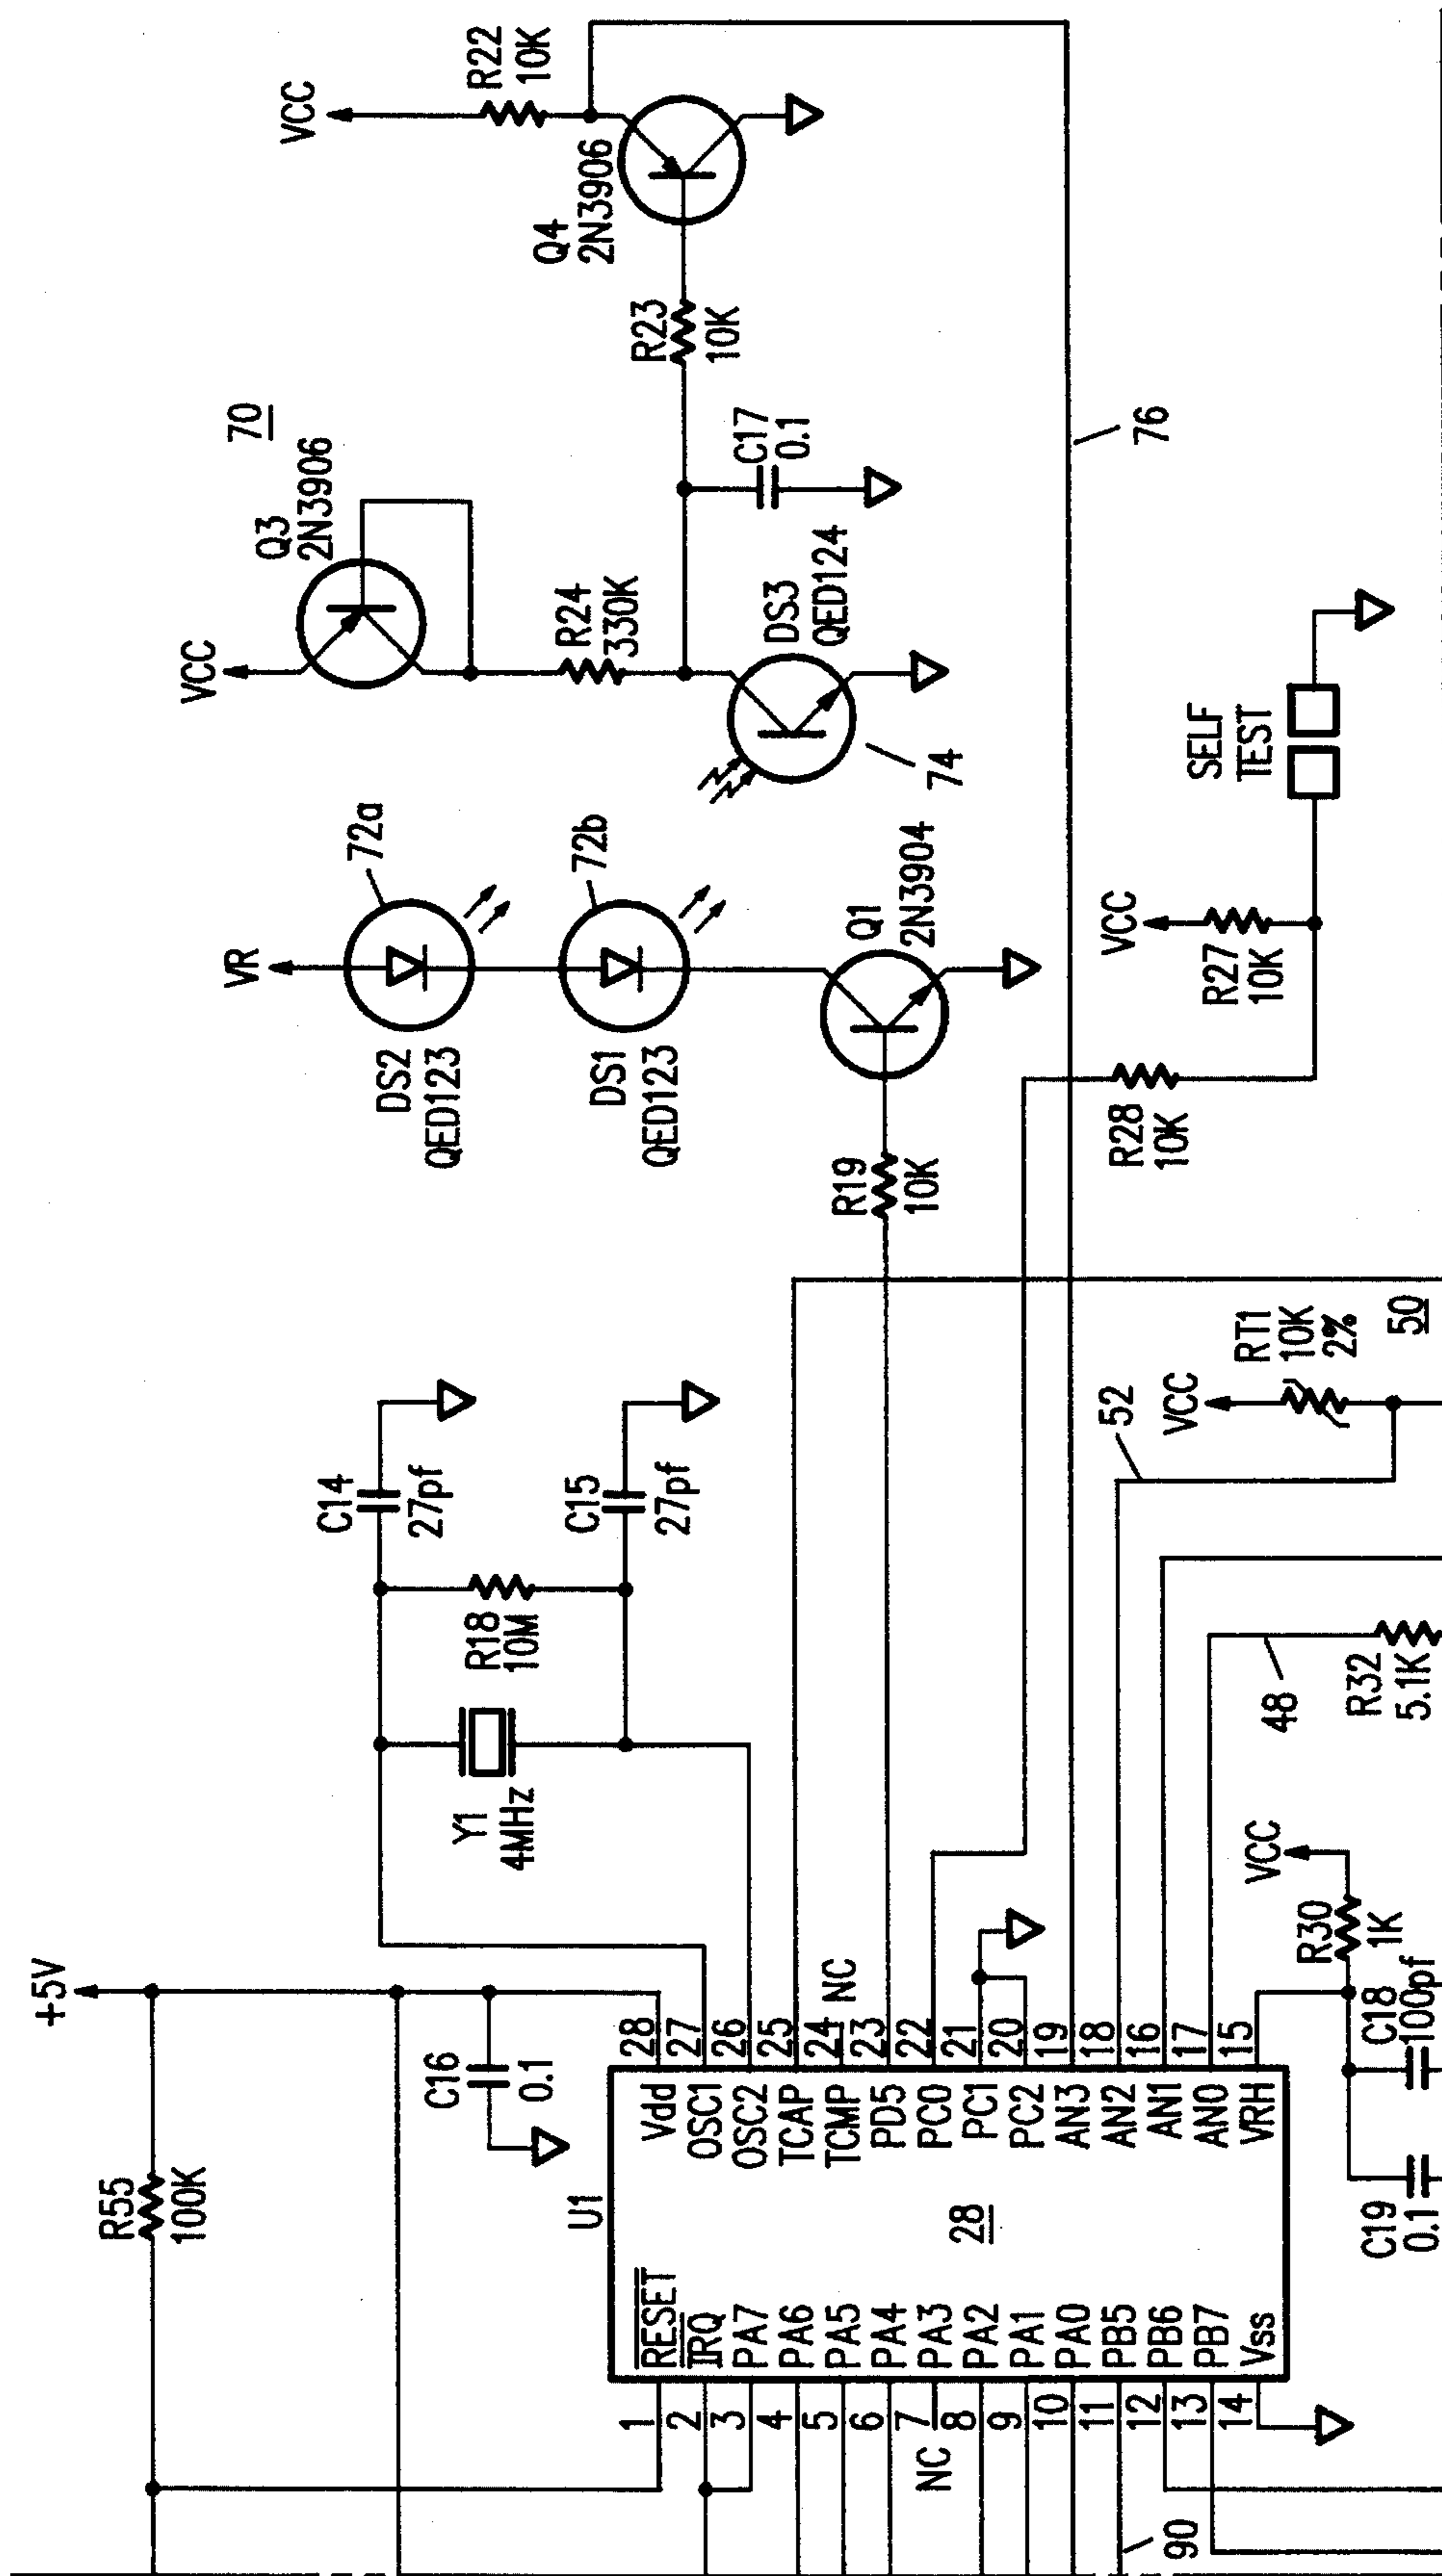 VCC
R22
10K
Q4
2N3906
R23
10K
70
Q3
2N3906
VCC
C17
0.1
76
R24
330K
DS3
QED124
74
SELF
TEST
72a
72b
VR
DS2
QED123
DS1
QED123
Q1
2N3904
VCC
R27
10K
R28
10K
R19
10K
C14
27pf
C15
27pf
R18
10M
Y1
4MHz
RT1
10K
2%
50
52
VCC
48
R32
5.1K
+5V
C16
0.1
R55
100K
NC
VCC
R30
1K
C18
100pf
C19
0.1
U1
28
28 Vdd
27 OSC1
26 OSC2
25 TCAP
24 TCMP
23 PD5
22 PC0
21 PC1
20 PC2
19 AN3
18 AN2
16 AN1
17 AN0
15 VRH
1 RESET
2 IRQ
3 PA7
4 PA6
5 PA5
6 PA4
7 PA3
8 PA2
9 PA1
10 PA0
11 PB5
12 PB6
13 PB7
14 Vss
NC
90